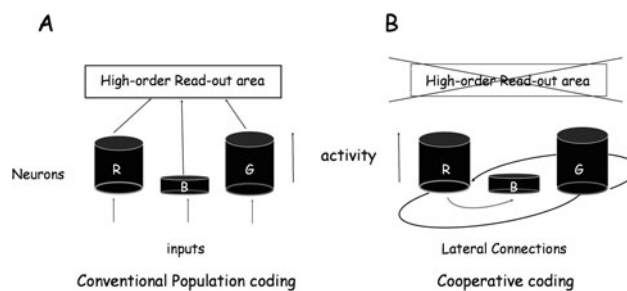 A
B
High-order Read-out area
High-order Read-out area
R
B
G
Neurons
activity
R
B
G
inputs
Lateral Connections
Conventional Population coding
Cooperative coding